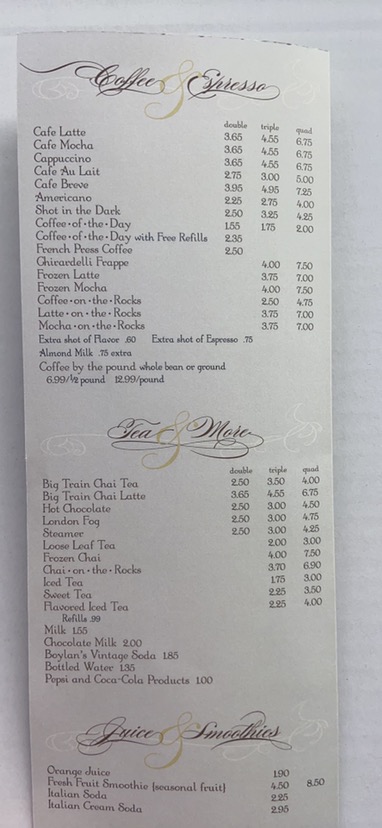 Coffee & Espresso
double triple quad
Cafe Latte 3.65 4.55 6.75
Cafe Mocha 3.65 4.55 6.75
Cappuccino 3.65 4.55 6.75
Cafe Au Lait 2.75 3.00 5.00
Cafe Breve 3.95 4.95 7.25
Americano 2.25 2.75 4.00
Shot in the Dark 2.50 3.25 4.25
Coffee·of·the·Day 1.55 1.75 2.00
Coffee·of·the·Day with Free Refills 2.35
French Press Coffee 2.50
Ghirardelli Frappe 4.00 7.50
Frozen Latte 3.75 7.00
Frozen Mocha 4.00 7.50
Coffee·on·the·Rocks 2.50 4.75
Latte·on·the·Rocks 3.75 7.00
Mocha·on·the·Rocks 3.75 7.00
Extra shot of Flavor .60 Extra shot of Espresso .75
Almond Milk .75 extra
Coffee by the pound whole bean or ground
6.99/½ pound 12.99/pound
Tea & More
double triple quad
Big Train Chai Tea 2.50 3.50 4.00
Big Train Chai Latte 3.65 4.55 6.75
Hot Chocolate 2.50 3.00 4.50
London Fog 2.50 3.00 4.75
Steamer 2.50 3.00 4.25
Loose Leaf Tea 2.00 3.00
Frozen Chai 4.00 7.50
Chai·on·the·Rocks 3.70 6.90
Iced Tea 1.75 3.00
Sweet Tea 2.25 3.50
Flavored Iced Tea 2.25 4.00
Refills .99
Milk 1.55
Chocolate Milk 2.00
Boylan's Vintage Soda 1.85
Bottled Water 1.35
Pepsi and Coca-Cola Products 1.00
Juice & Smoothies
Orange Juice 1.90
Fresh Fruit Smoothie (seasonal fruit) 4.50 8.50
Italian Soda 2.25
Italian Cream Soda 2.95